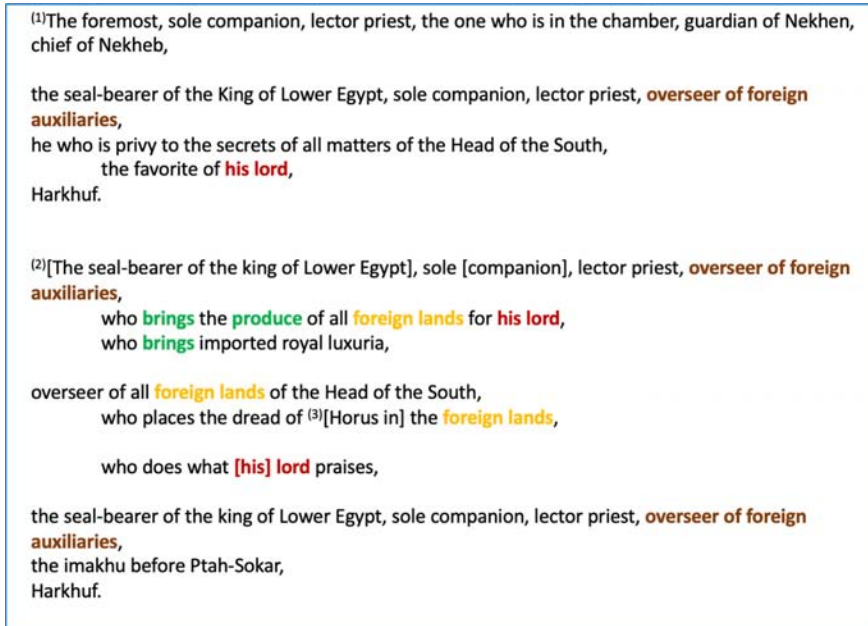 (1)The foremost, sole companion, lector priest, the one who is in the chamber, guardian of Nekhen,
chief of Nekheb,
the seal-bearer of the King of Lower Egypt, sole companion, lector priest, overseer of foreign
auxiliaries,
he who is privy to the secrets of all matters of the Head of the South,
the favorite of his lord,
Harkhuf.
(2)[The seal-bearer of the king of Lower Egypt], sole [companion], lector priest, overseer of foreign
auxiliaries,
who brings the produce of all foreign lands for his lord,
who brings imported royal luxuria,
overseer of all foreign lands of the Head of the South,
who places the dread of (3)[Horus in] the foreign lands,
who does what [his] lord praises,
the seal-bearer of the king of Lower Egypt, sole companion, lector priest, overseer of foreign
auxiliaries,
the imakhu before Ptah-Sokar,
Harkhuf.